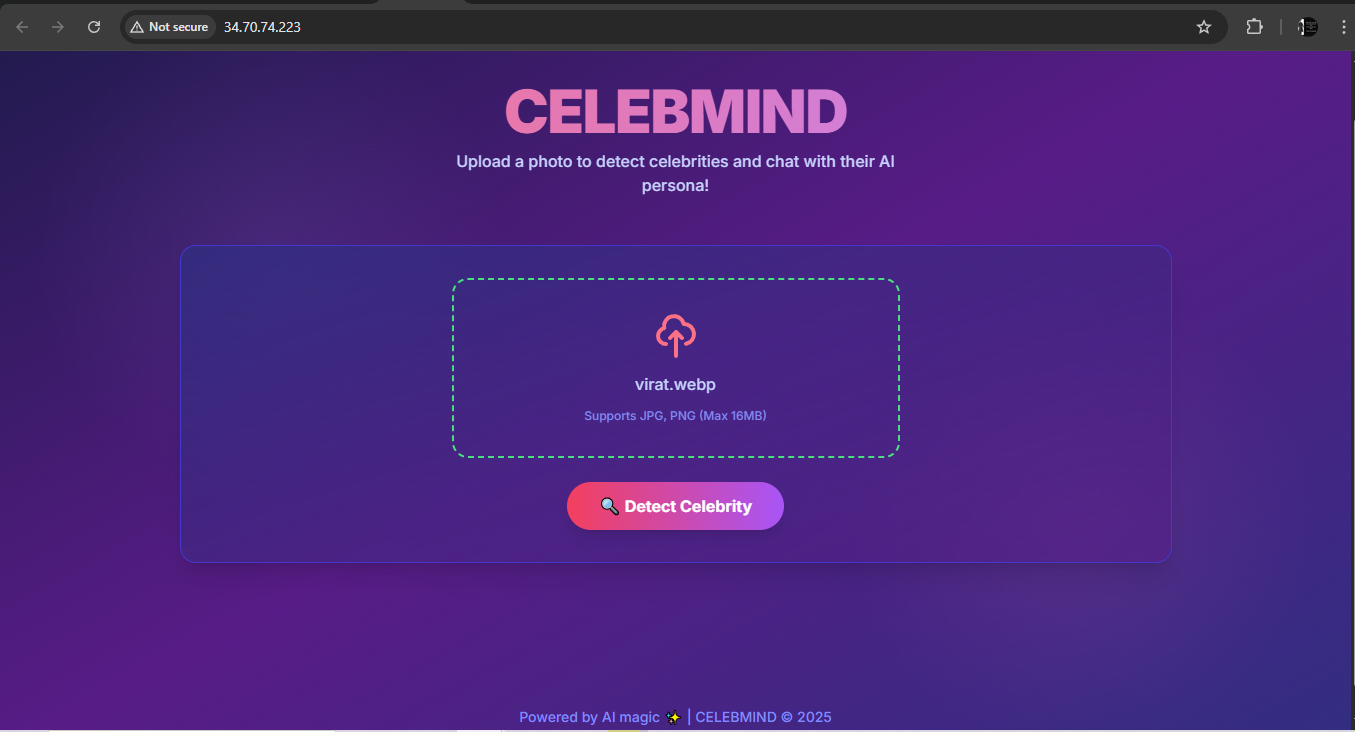 Not secure 34.70.74.223
CELEBMIND
Upload a photo to detect celebrities and chat with their AI
persona!
virat.webp
Supports JPG, PNG (Max 16MB)
🔍 Detect Celebrity
Powered by AI magic ✨ | CELEBMIND © 2025